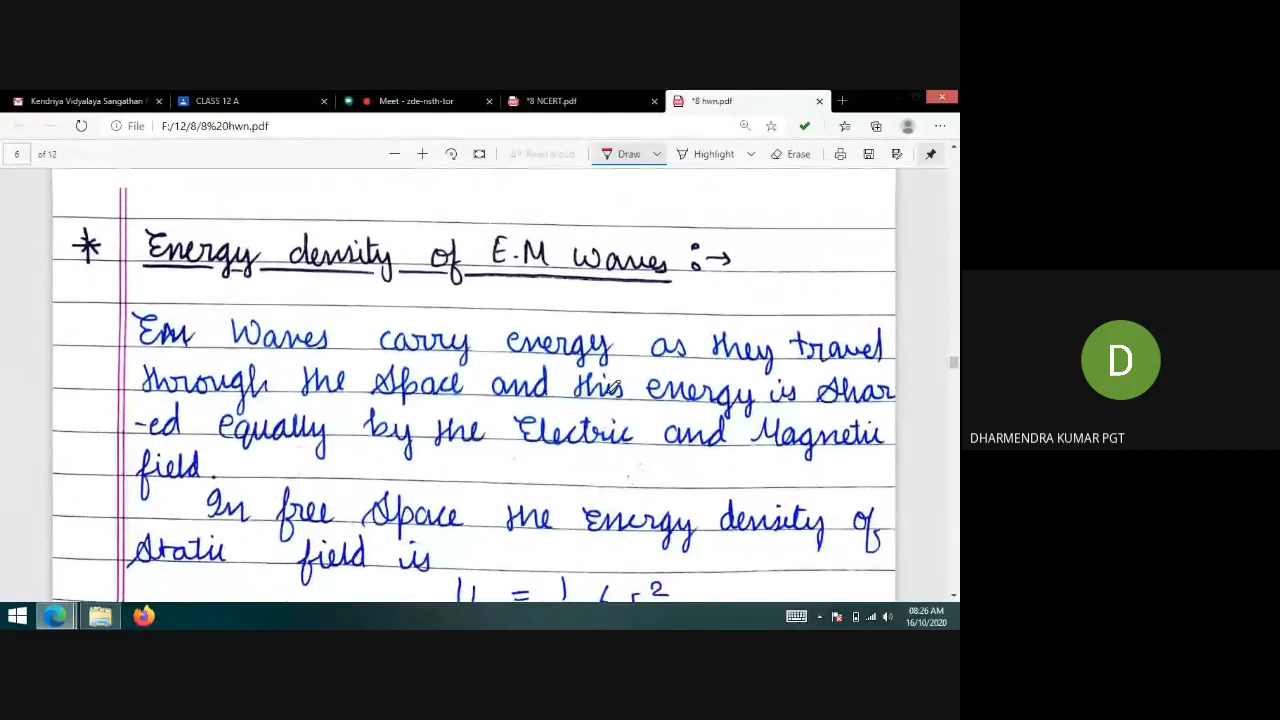 Kendriya Vidyalaya Sangathan
CLASS 12 A
Meet - zde-nsth-tor
*8 NCERT.pdf
*8 hwn.pdf
File
F:/12/8/8%20hwn.pdf
6 of 12
Read aloud
Draw
Highlight
Erase
* Energy density of E.M waves :→
EM Waves carry energy as they travel
through the space and this energy is shar
-ed equally by the Electric and Magnetic
field.
In free space the energy density of
static field is
D
DHARMENDRA KUMAR PGT
08:26 AM
16/10/2020